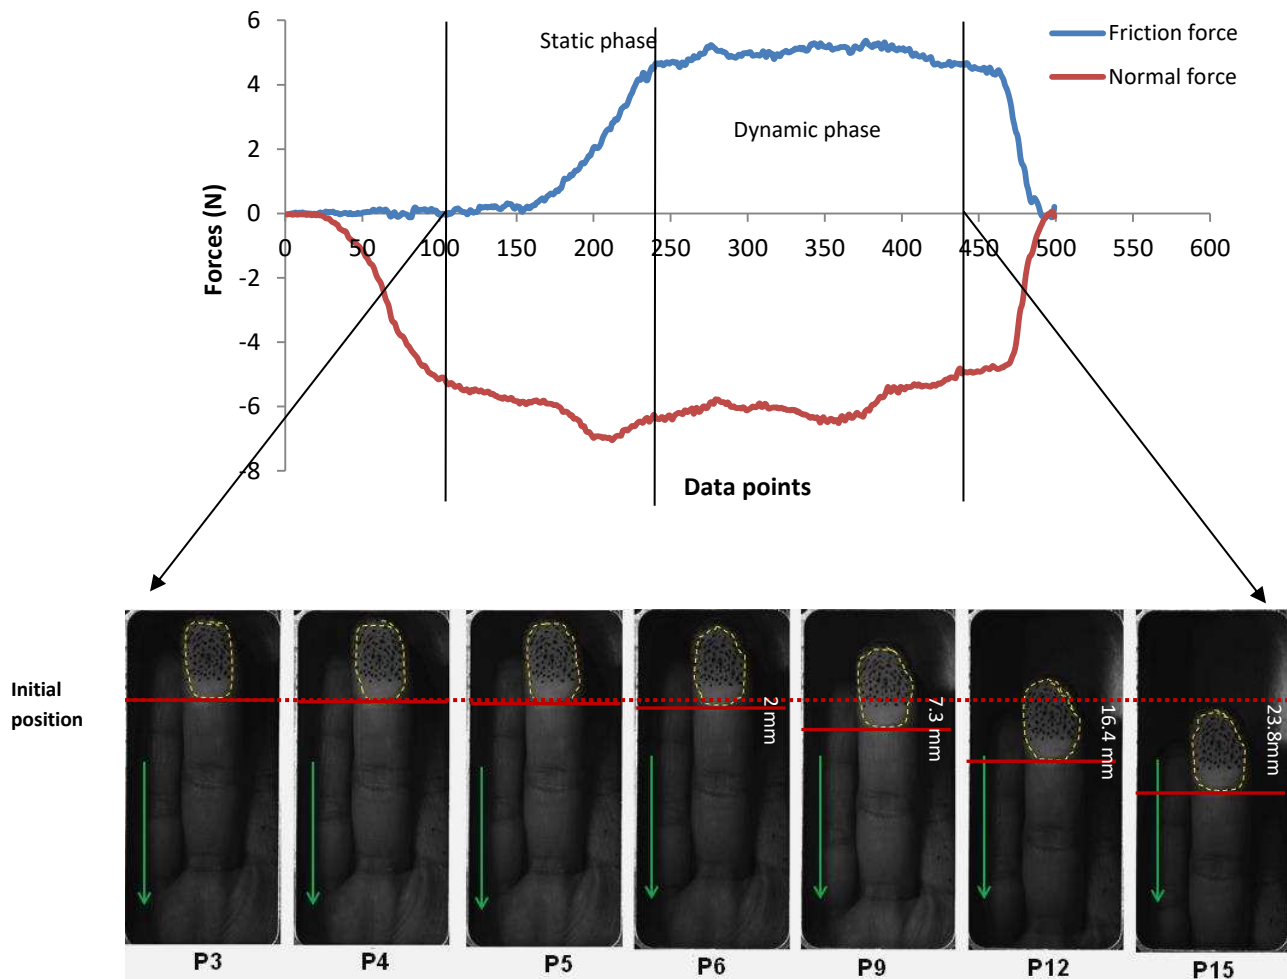 6
Static phase
Friction force
Normal force
4
2
Dynamic phase
0
Forces (N)
0 50 100 150 200 250 300 350 400 450 500 550 600
-2
-4
-6
-8
Data points
Initial
position
2 mm
7.3 mm
16.4 mm
23.8mm
P3 P4 P5 P6 P9 P12 P15